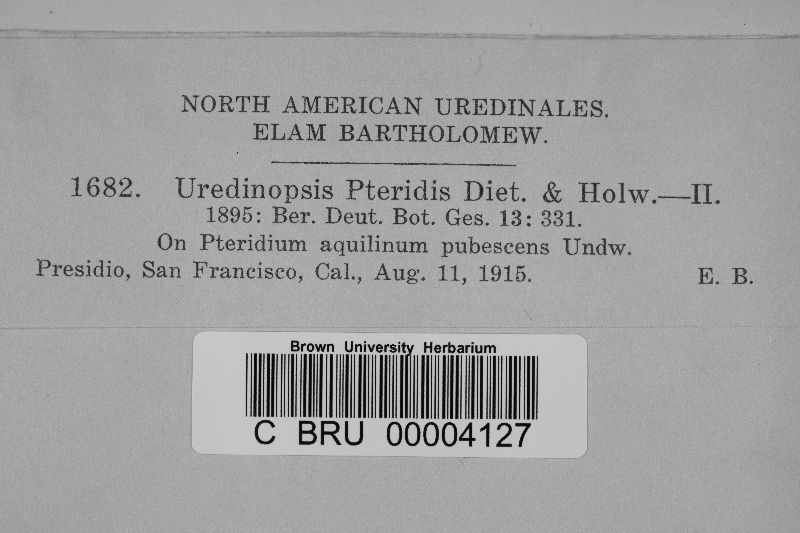 NORTH AMERICAN UREDINALES.
ELAM BARTHOLOMEW.
1682. Uredinopsis Pteridis Diet. & Holw.—II.
1895: Ber. Deut. Bot. Ges. 13: 331.
On Pteridium aquilinum pubescens Undw.
Presidio, San Francisco, Cal., Aug. 11, 1915. E. B.
Brown University Herbarium
C BRU 00004127